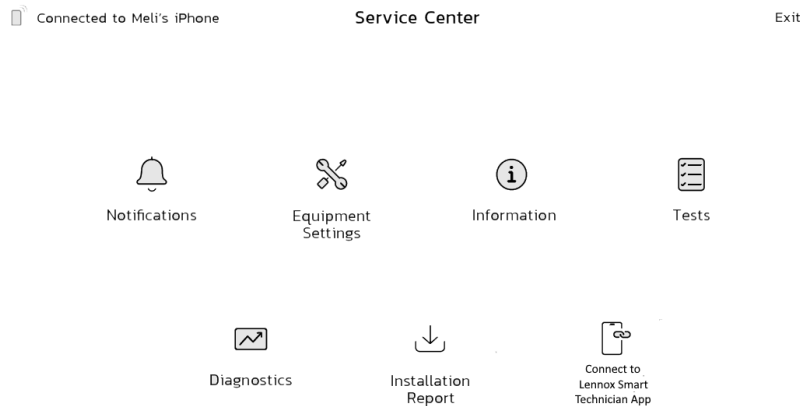 Connected to Meli's iPhone
Service Center
Exit
Notifications
Equipment
Settings
Information
Tests
Diagnostics
Installation
Report
Connect to
Lennox Smart
Technician App